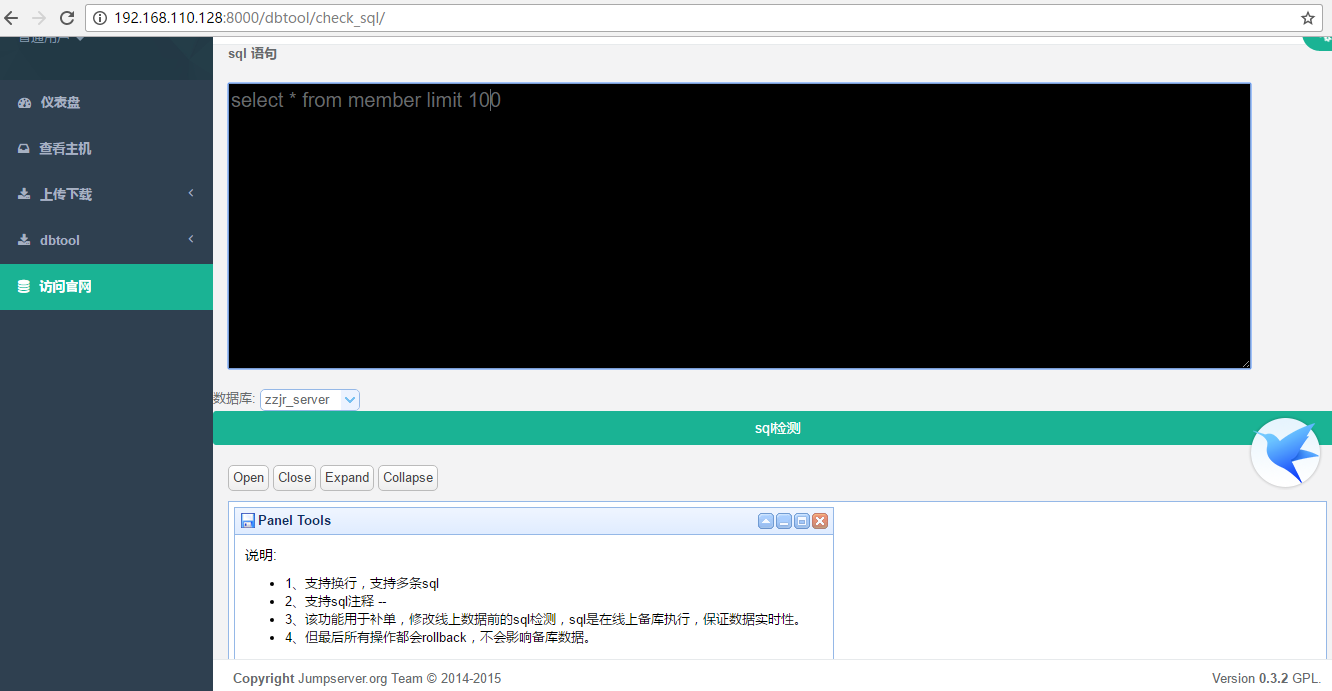 192.168.110.128:8000/dbtool/check_sql/
普通用户
sql 语句
select * from member limit 100
仪表盘
查看主机
上传下载
dbtool
访问官网
数据库: zzjr_server
sql检测
Open Close Expand Collapse
Panel Tools
说明:
1、支持换行，支持多条sql
2、支持sql注释 --
3、该功能用于补单，修改线上数据前的sql检测，sql是在线上备库执行，保证数据实时性。
4、但最后所有操作都会rollback，不会影响备库数据。
Copyright Jumpserver.org Team © 2014-2015
Version 0.3.2 GPL.